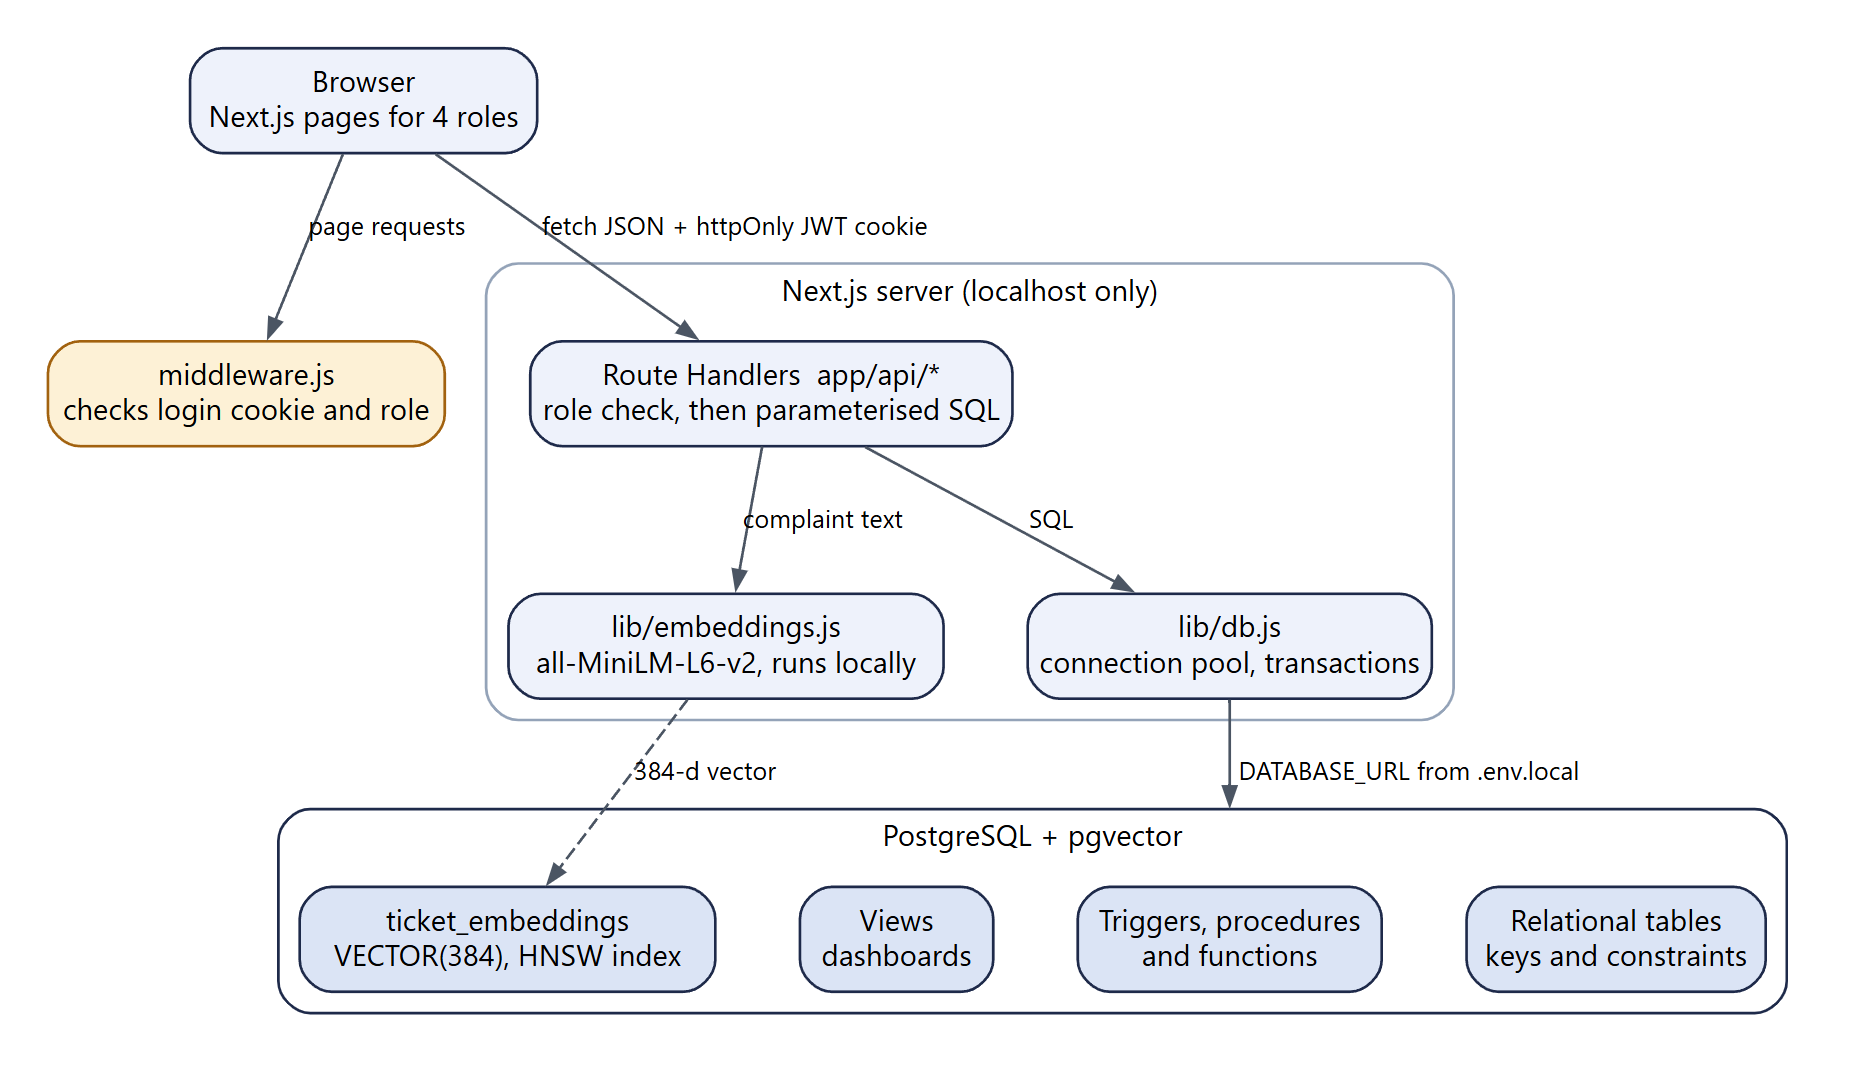 Browser
Next.js pages for 4 roles
page requests
fetch JSON + httpOnly JWT cookie
Next.js server (localhost only)
middleware.js
checks login cookie and role
Route Handlers  app/api/*
role check, then parameterised SQL
complaint text
SQL
lib/embeddings.js
all-MiniLM-L6-v2, runs locally
lib/db.js
connection pool, transactions
384-d vector
DATABASE_URL from .env.local
PostgreSQL + pgvector
ticket_embeddings
VECTOR(384), HNSW index
Views
dashboards
Triggers, procedures
and functions
Relational tables
keys and constraints